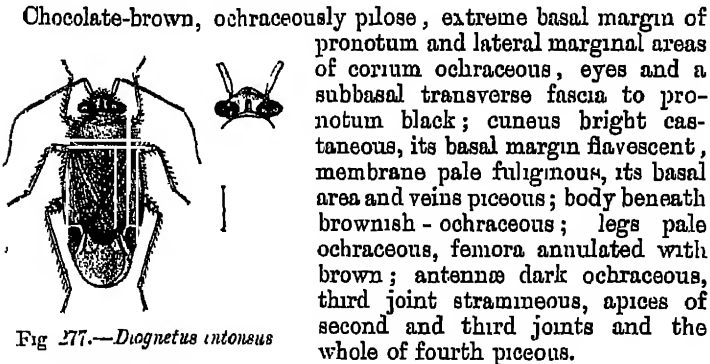 Chocolate-brown, ochraceously pilose, extreme basal margin of
pronotum and lateral marginal areas
of corium ochraceous, eyes and a
subbasal transverse fascia to pro-
notum black; cuneus bright cas-
taneous, its basal margin flavescent,
membrane pale fuliginous, its basal
area and veins piceous; body beneath
brownish-ochraceous; legs pale
ochraceous, femora annulated with
brown; antennæ dark ochraceous,
third joint stramineous, apices of
second and third joints and the
whole of fourth piceous.
Fig 277.—Diognetus intonsus